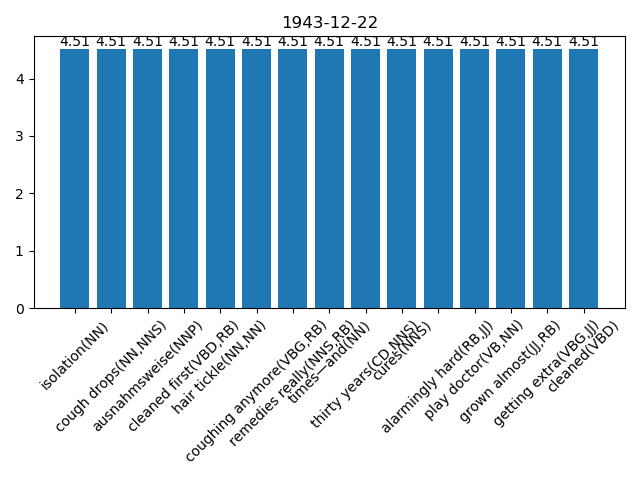 1943-12-22
4.51 4.51 4.51 4.51 4.51 4.51 4.51 4.51 4.51 4.51 4.51 4.51 4.51 4.51 4.51
4
3
2
1
0
isolation(NN)
cough drops(NN,NNS)
ausnahmsweise(NNP)
cleaned first(VBD,RB)
hair tickle(NN,NN)
coughing anymore(VBG,RB)
remedies really(NNS,RB)
times—and(NN)
thirty years(CD,NNS)
cures(NNS)
alarmingly hard(RB,JJ)
play doctor(VB,NN)
grown almost(JJ,RB)
getting extra(VBG,JJ)
cleaned(VBD)